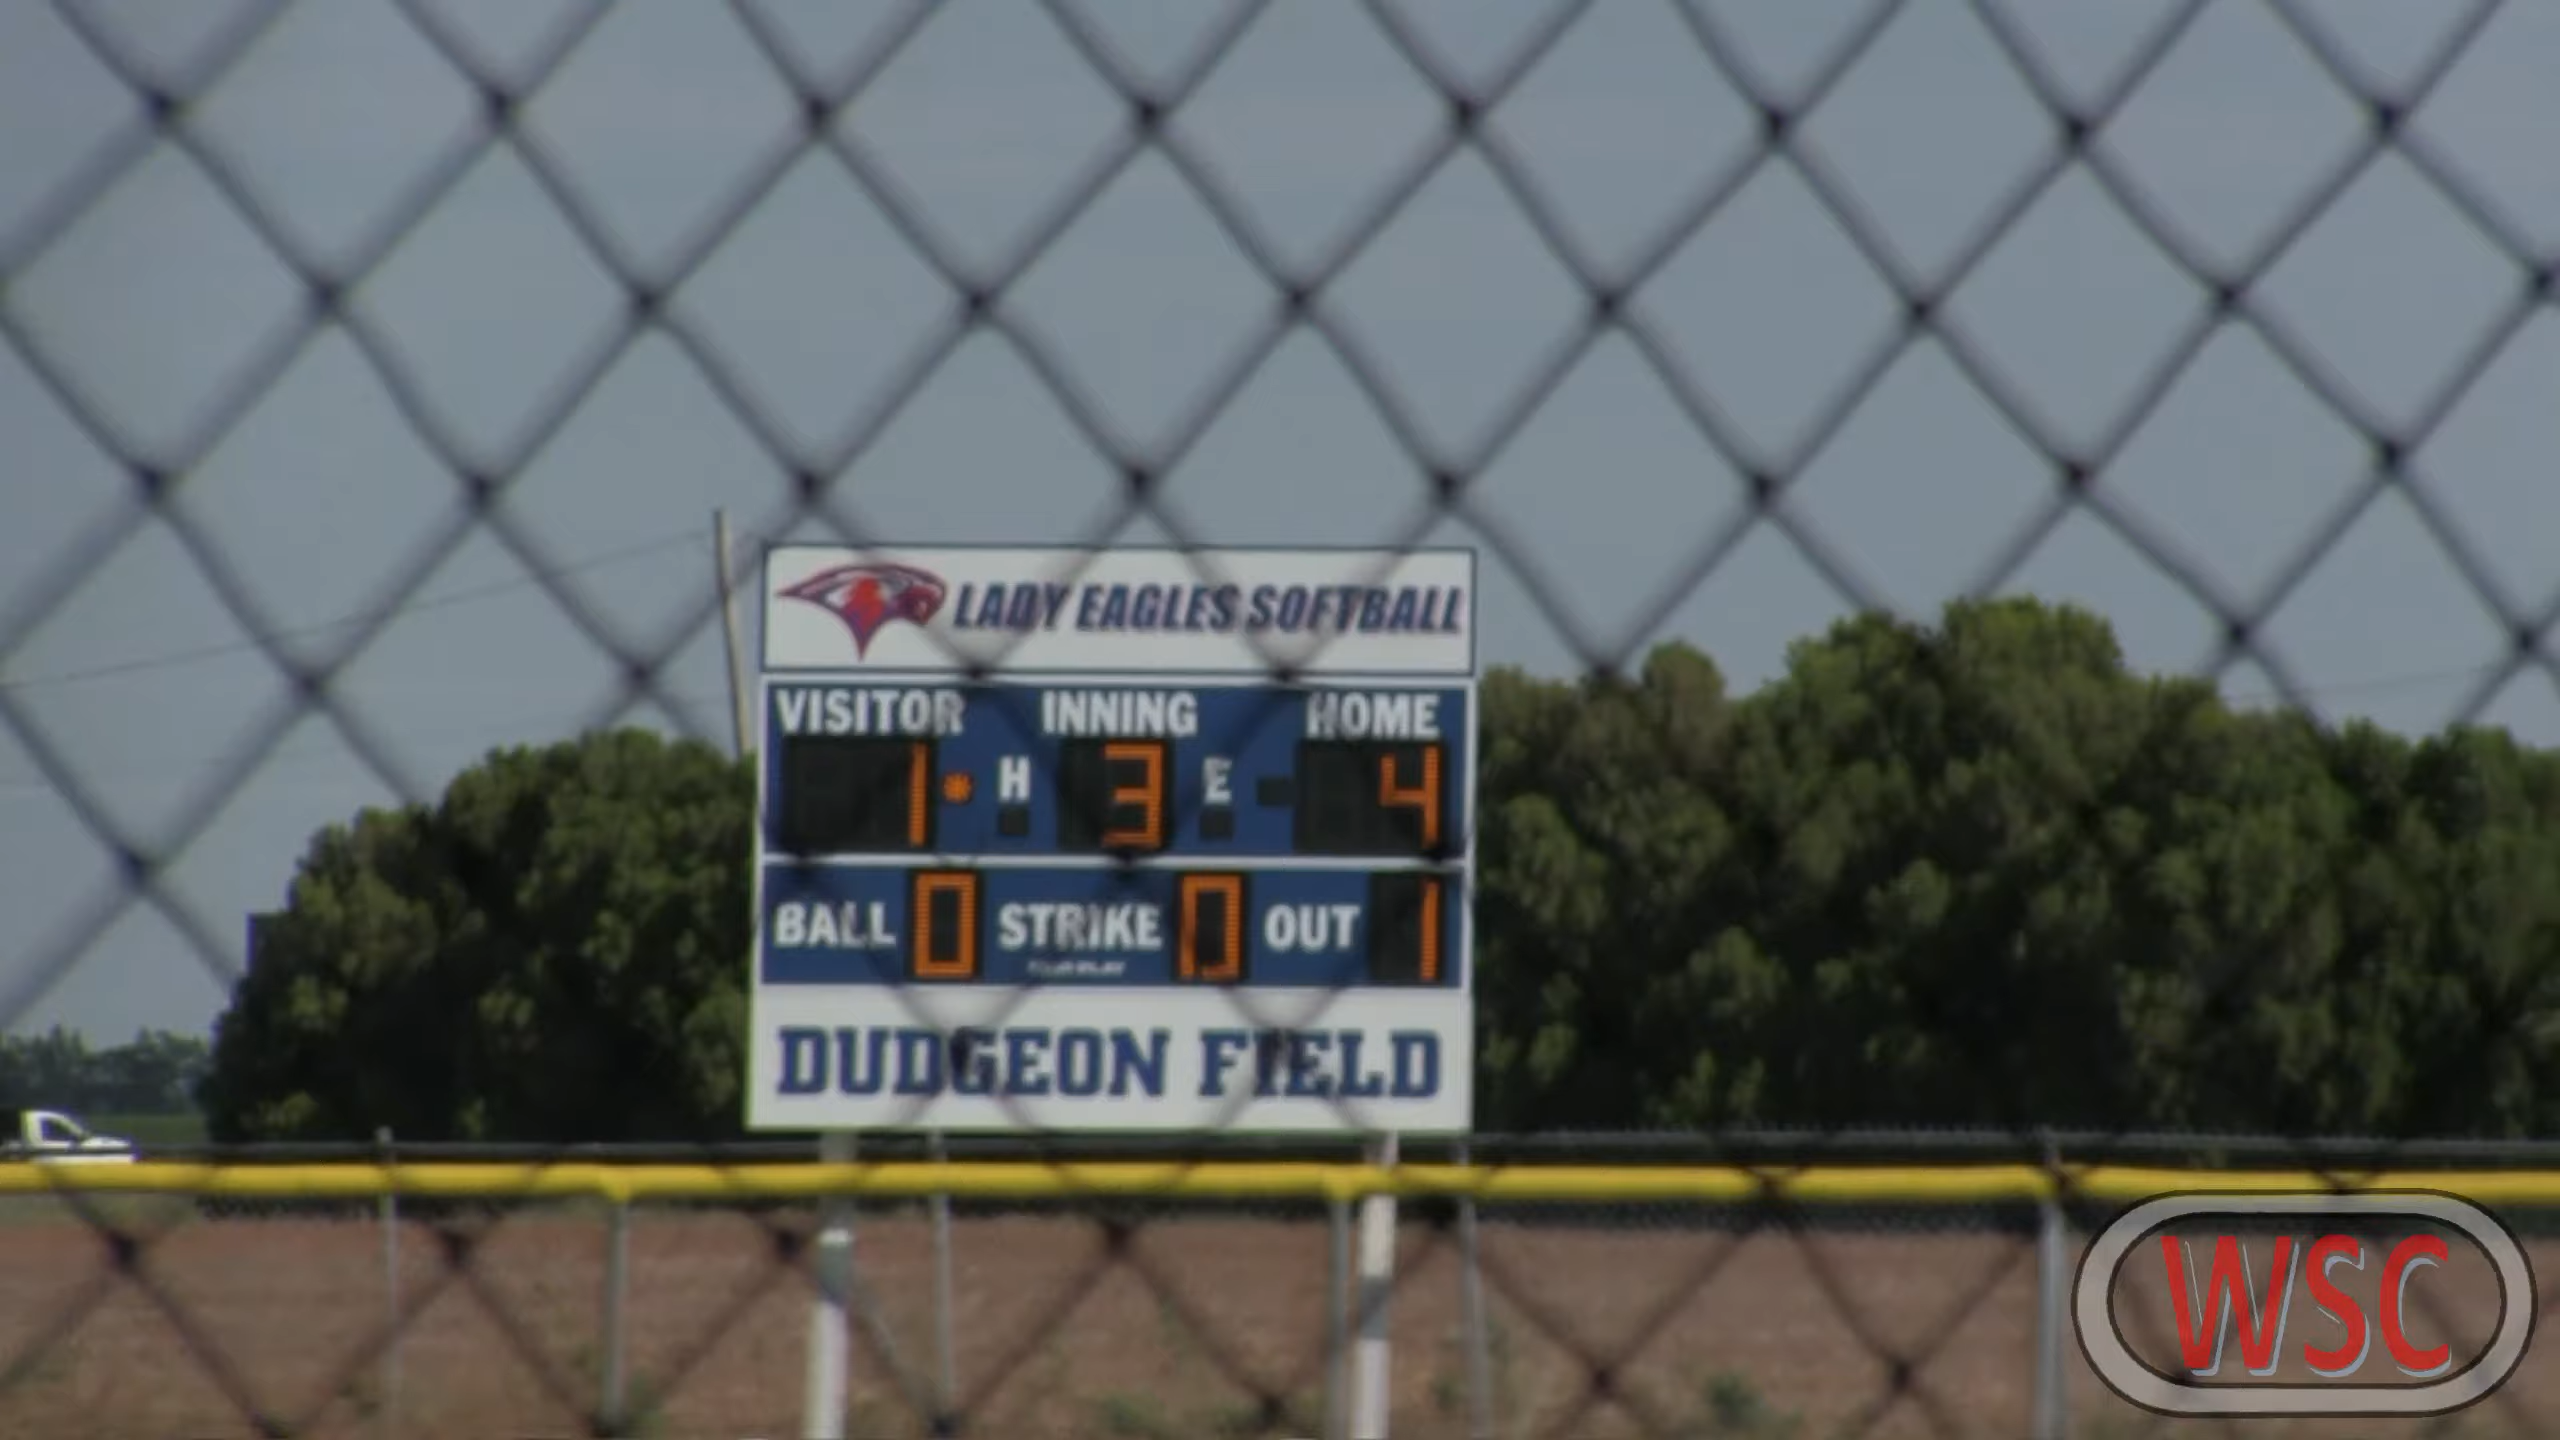 LADY EAGLES SOFTBALL
VISITOR INNING HOME
1 H 3 E 4
BALL 0 STRIKE 0 OUT 1
DUDGEON FIELD
WSC